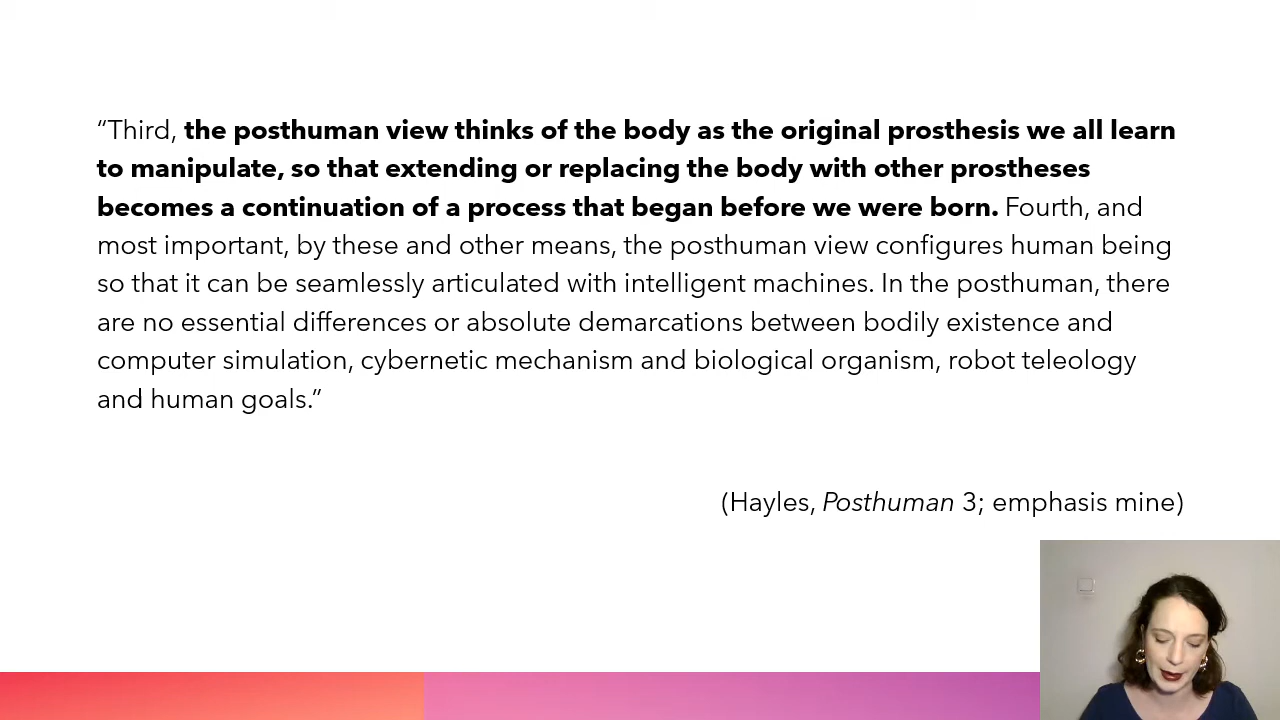 “Third, the posthuman view thinks of the body as the original prosthesis we all learn
to manipulate, so that extending or replacing the body with other prostheses
becomes a continuation of a process that began before we were born. Fourth, and
most important, by these and other means, the posthuman view configures human being
so that it can be seamlessly articulated with intelligent machines. In the posthuman, there
are no essential differences or absolute demarcations between bodily existence and
computer simulation, cybernetic mechanism and biological organism, robot teleology
and human goals.”
(Hayles, Posthuman 3; emphasis mine)